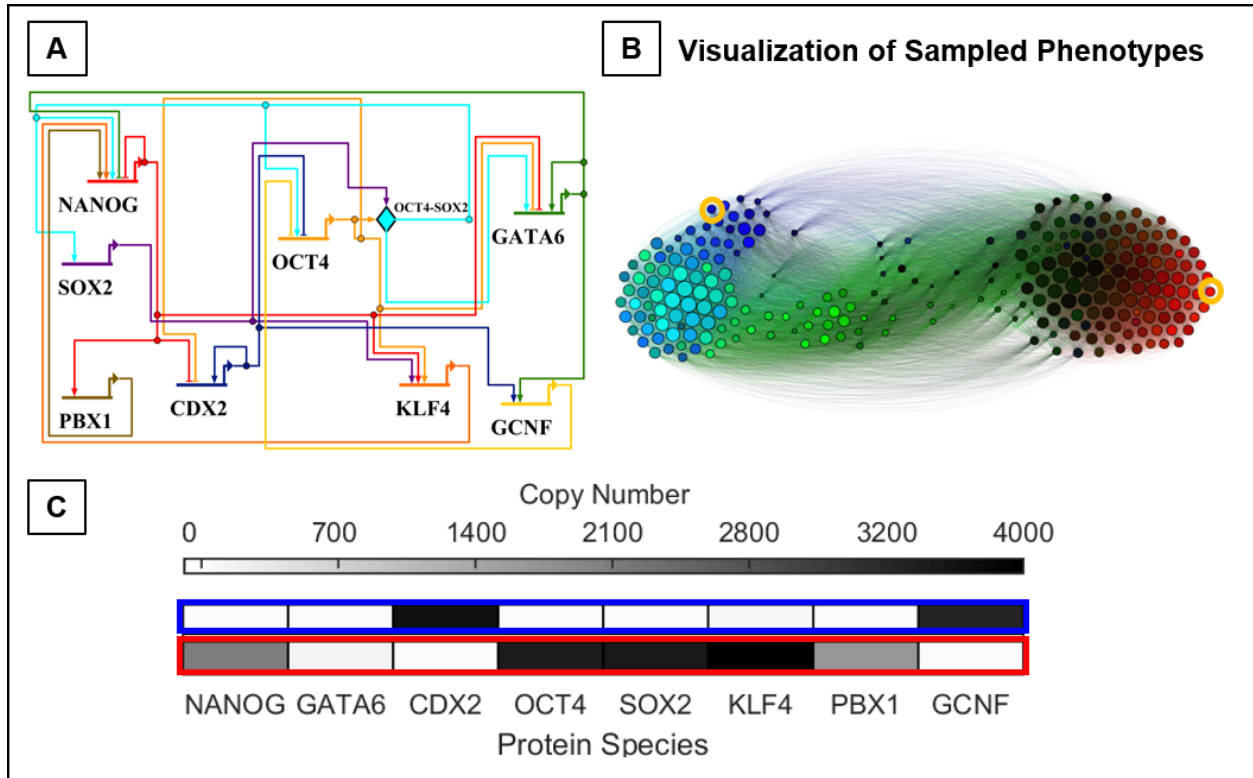 A
B
Visualization of Sampled Phenotypes
NANOG
OCT4-SOX2
GATA6
OCT4
SOX2
PBX1
CDX2
KLF4
GCNF
C
Copy Number
0 700 1400 2100 2800 3200 4000
NANOG GATA6 CDX2 OCT4 SOX2 KLF4 PBX1 GCNF
Protein Species